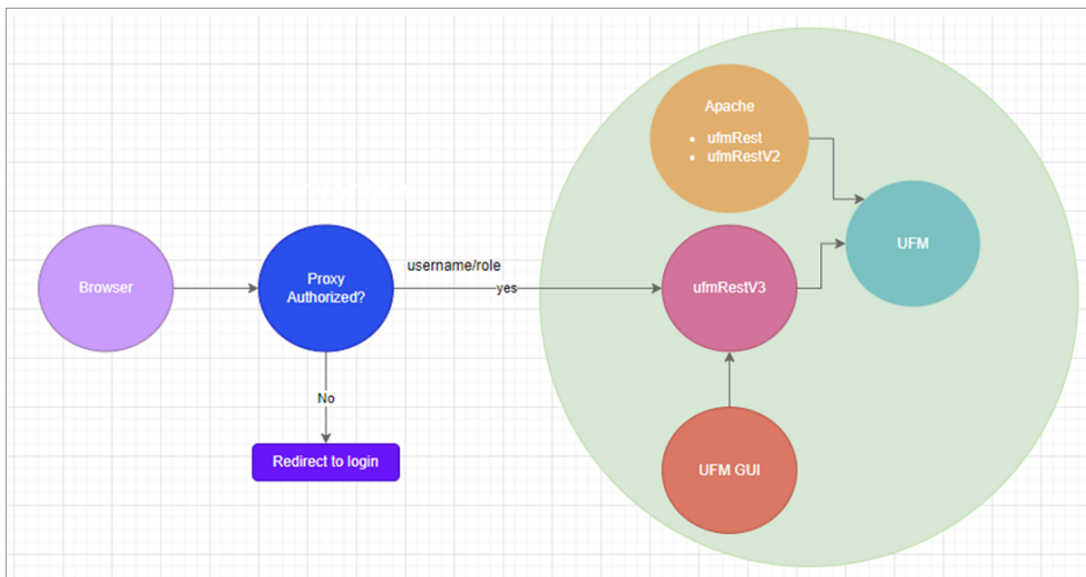 Apache
• ufmRest
• ufmRestV2
UFM
username/role
Browser
Proxy
Authorized?
yes
ufmRestV3
No
Redirect to login
UFM GUI